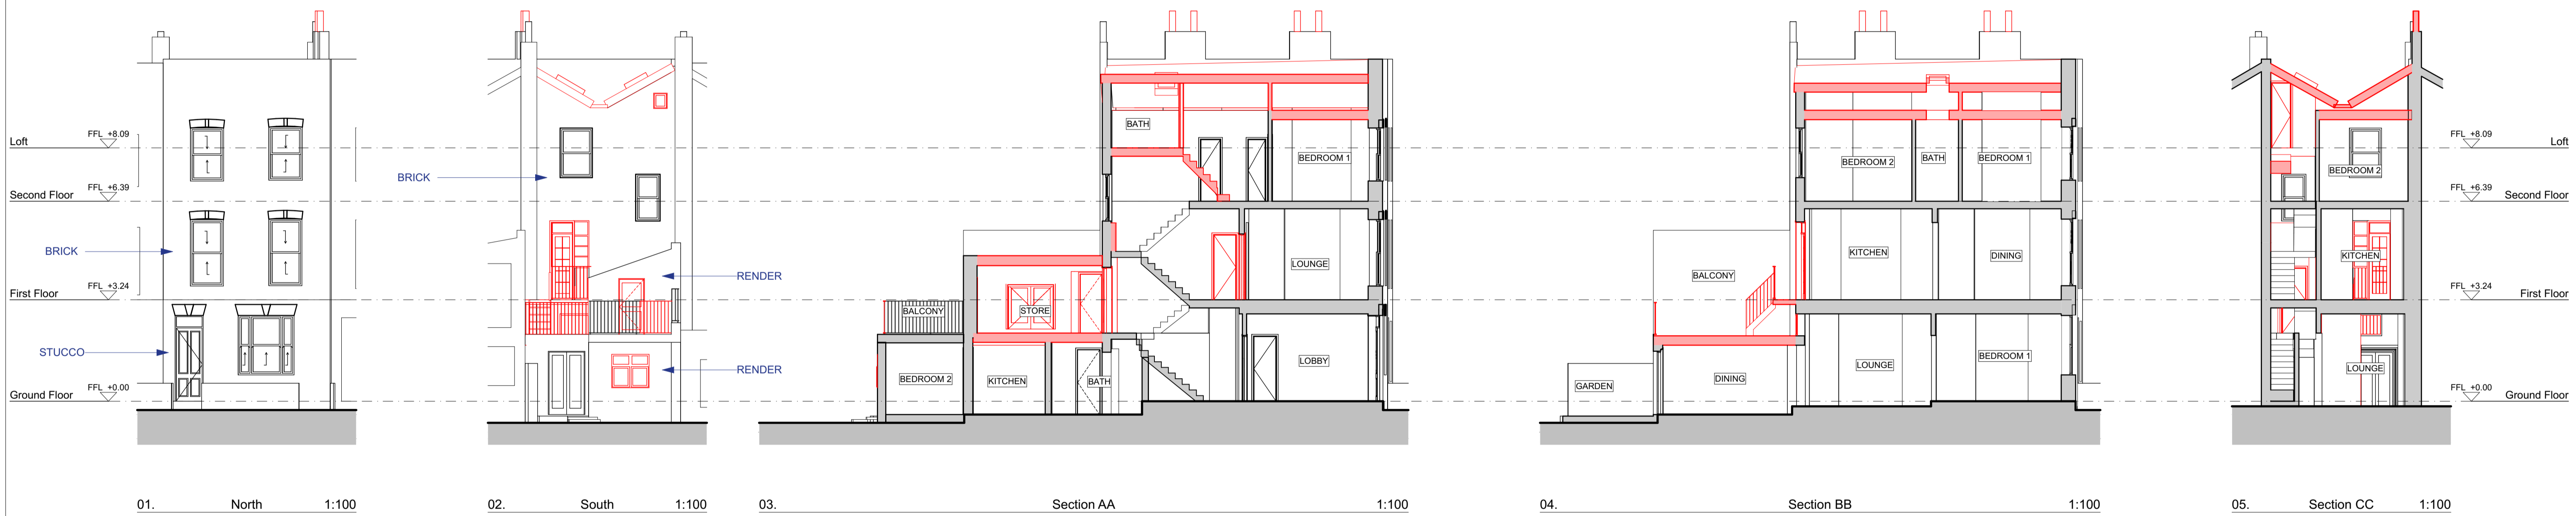 Loft FFL +8.09
Second Floor FFL +6.39
BRICK
First Floor FFL +3.24
STUCCO
Ground Floor FFL +0.00
01. North 1:100
BRICK
RENDER
RENDER
02. South 1:100
BATH
BEDROOM 1
LOUNGE
BALCONY
STORE
LOBBY
BEDROOM 2
KITCHEN
BATH
03. Section AA 1:100
BEDROOM 2
BATH
BEDROOM 1
KITCHEN
DINING
BALCONY
LOUNGE
BEDROOM 1
DINING
GARDEN
04. Section BB 1:100
BEDROOM 2
KITCHEN
LOUNGE
05. Section CC 1:100
FFL +8.09 Loft
FFL +6.39 Second Floor
FFL +3.24 First Floor
FFL +0.00 Ground Floor